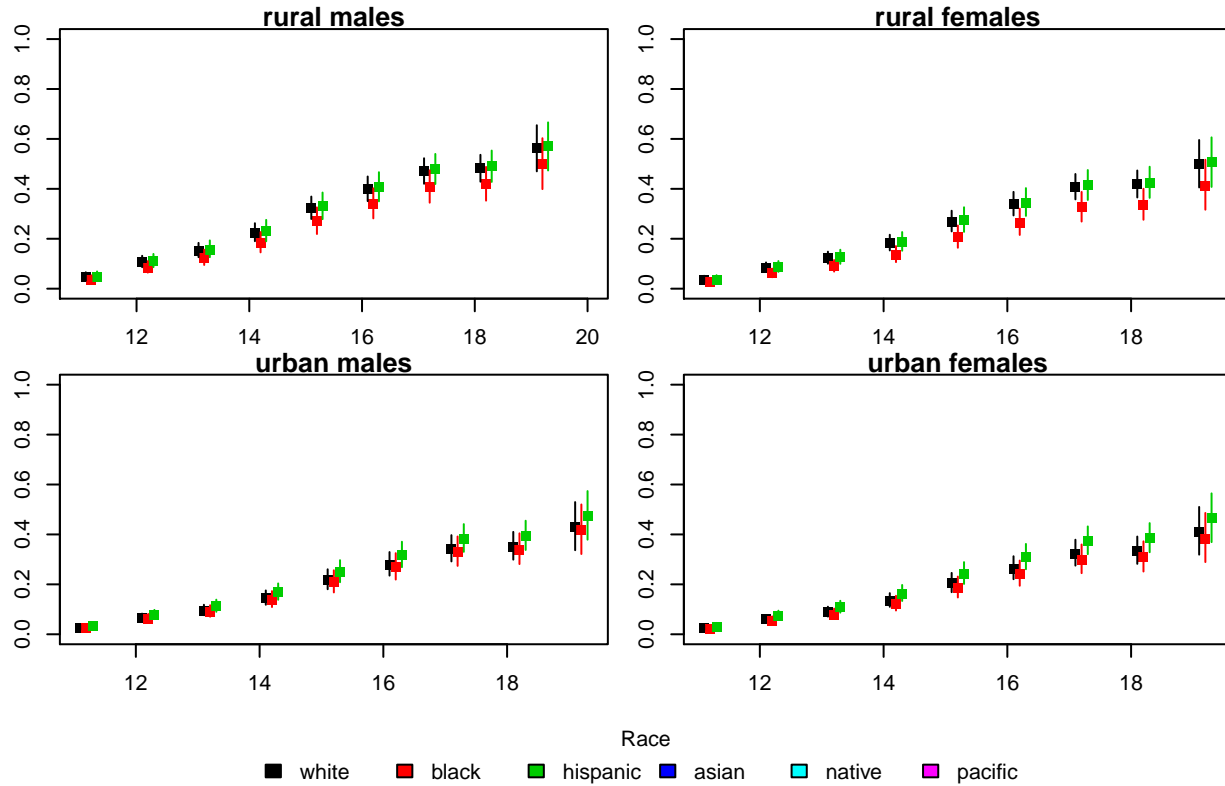 rural males
0.0 0.2 0.4 0.6 0.8 1.0
12 14 16 18 20
rural females
0.0 0.2 0.4 0.6 0.8 1.0
12 14 16 18
urban males
0.0 0.2 0.4 0.6 0.8 1.0
12 14 16 18
urban females
0.0 0.2 0.4 0.6 0.8 1.0
12 14 16 18
Race
white black hispanic asian native pacific